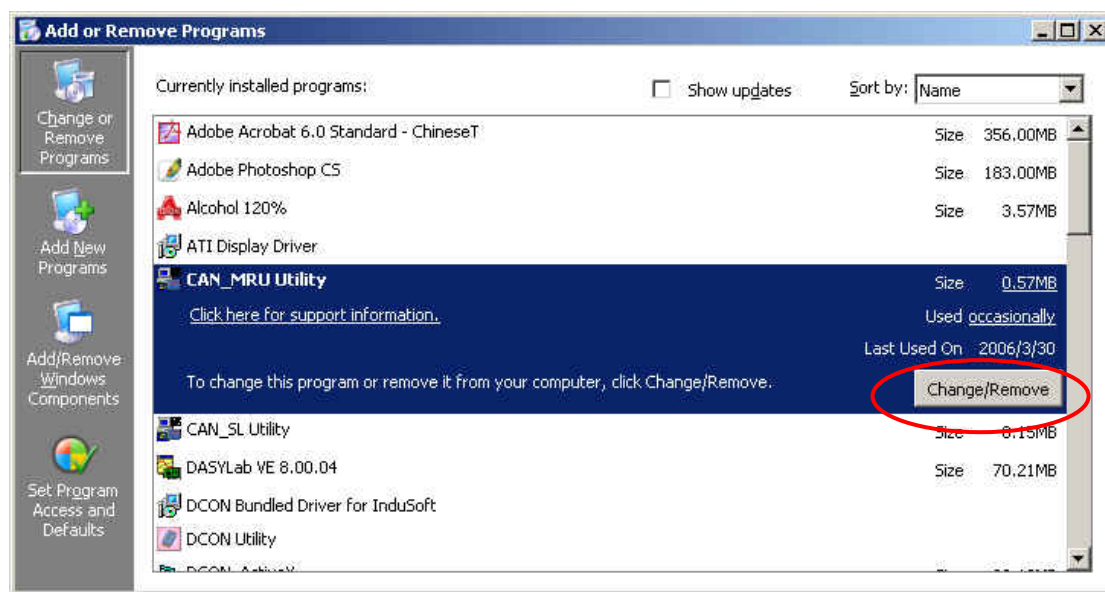 Add or Remove Programs
Change or
Remove
Programs
Add New
Programs
Add/Remove
Windows
Components
Set Program
Access and
Defaults
Currently installed programs:
Show updates
Sort by: Name
Adobe Acrobat 6.0 Standard - ChineseT Size 356.00MB
Adobe Photoshop CS Size 183.00MB
Alcohol 120% Size 3.57MB
ATI Display Driver
CAN_MRU Utility Size 0.57MB
Click here for support information. Used occasionally
Last Used On 2006/3/30
To change this program or remove it from your computer, click Change/Remove. Change/Remove
CAN_SL Utility Size 8.15MB
DASYLab VE 8.00.04 Size 70.21MB
DCON Bundled Driver for InduSoft
DCON Utility